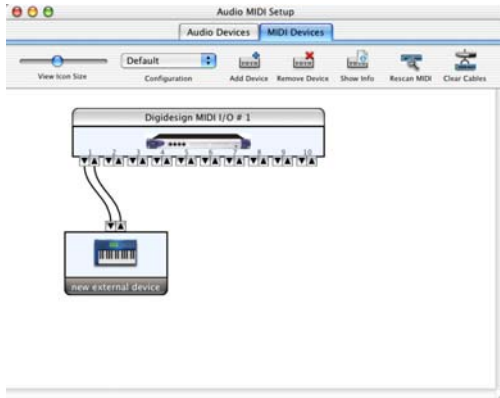 Audio MIDI Setup
Audio Devices MIDI Devices
Default
View Icon Size Configuration Add Device Remove Device Show Info Rescan MIDI Clear Cables
Digidesign MIDI I/O # 1
1 2 3 4 5 6 7 8 9 10
new external device